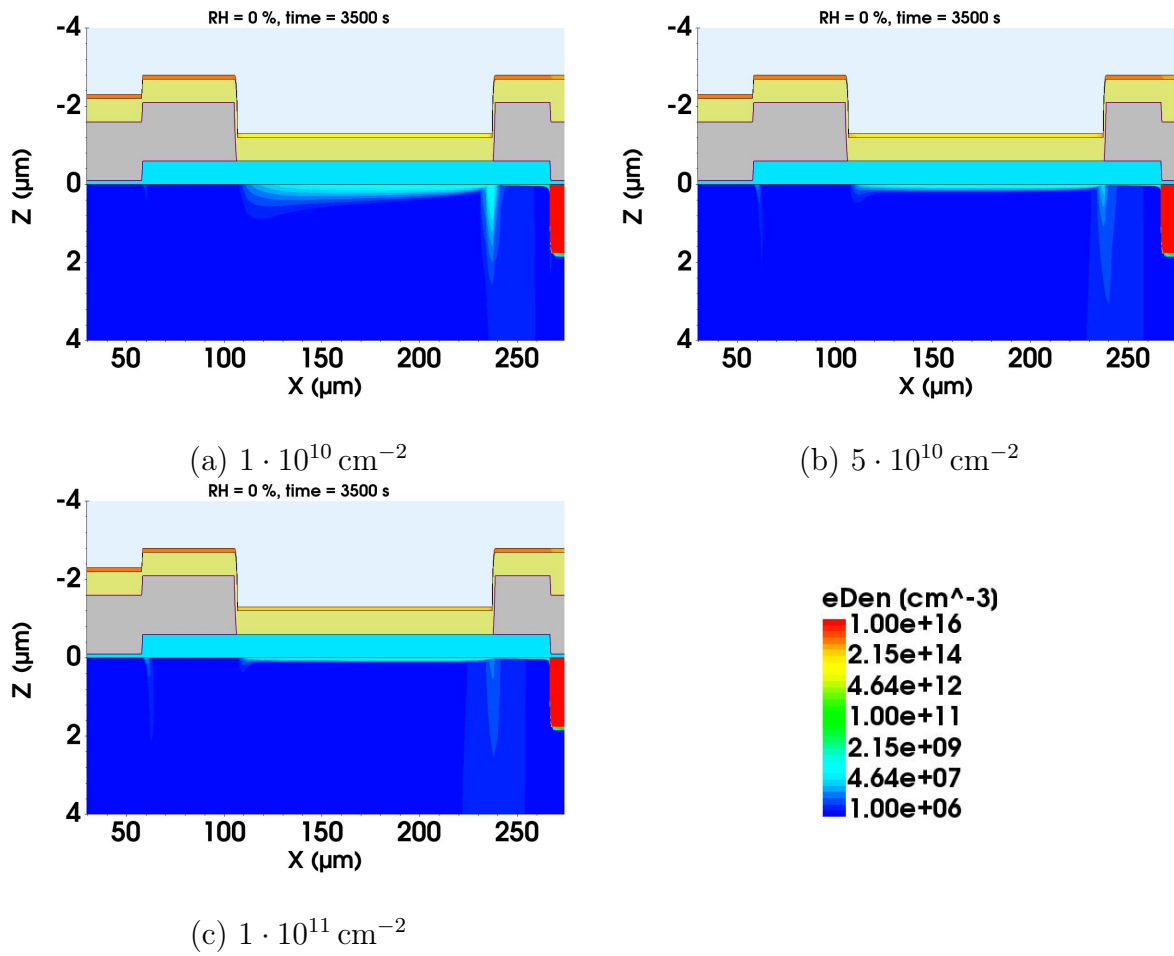 RH = 0 %, time = 3500 s
-4
-2
0
2
4
Z (µm)
50 100 150 200 250
X (µm)
(a) 1 · 10^10 cm^−2
RH = 0 %, time = 3500 s
-4
-2
0
2
4
Z (µm)
50 100 150 200 250
X (µm)
(b) 5 · 10^10 cm^−2
RH = 0 %, time = 3500 s
-4
-2
0
2
4
Z (µm)
50 100 150 200 250
X (µm)
(c) 1 · 10^11 cm^−2
eDen (cm^-3)
1.00e+16
2.15e+14
4.64e+12
1.00e+11
2.15e+09
4.64e+07
1.00e+06